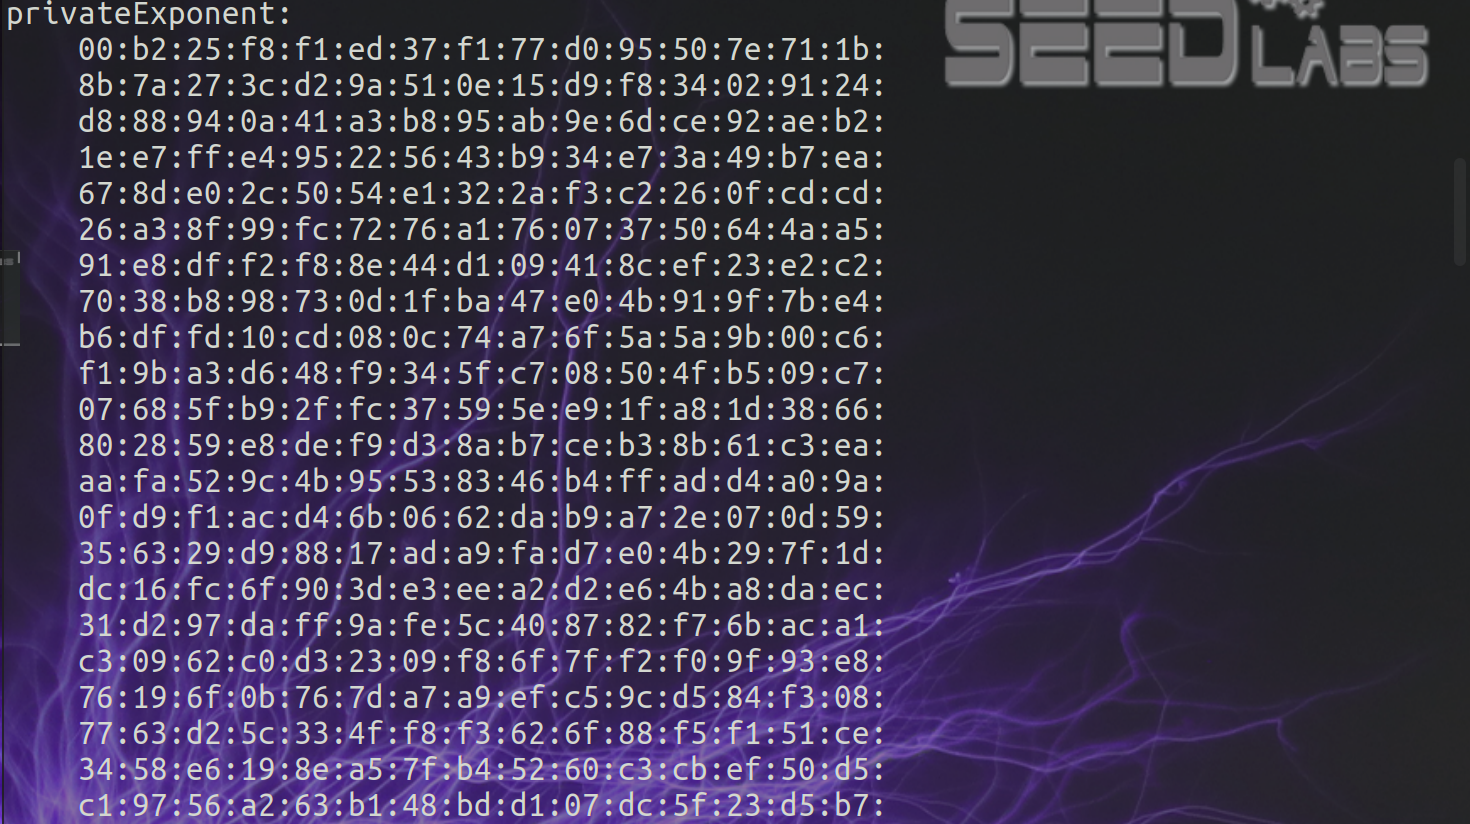 privateExponent:
00:b2:25:f8:f1:ed:37:f1:77:d0:95:50:7e:71:1b:
8b:7a:27:3c:d2:9a:51:0e:15:d9:f8:34:02:91:24:
d8:88:94:0a:41:a3:b8:95:ab:9e:6d:ce:92:ae:b2:
1e:e7:ff:e4:95:22:56:43:b9:34:e7:3a:49:b7:ea:
67:8d:e0:2c:50:54:e1:32:2a:f3:c2:26:0f:cd:cd:
26:a3:8f:99:fc:72:76:a1:76:07:37:50:64:4a:a5:
91:e8:df:f2:f8:8e:44:d1:09:41:8c:ef:23:e2:c2:
70:38:b8:98:73:0d:1f:ba:47:e0:4b:91:9f:7b:e4:
b6:df:fd:10:cd:08:0c:74:a7:6f:5a:5a:9b:00:c6:
f1:9b:a3:d6:48:f9:34:5f:c7:08:50:4f:b5:09:c7:
07:68:5f:b9:2f:fc:37:59:5e:e9:1f:a8:1d:38:66:
80:28:59:e8:de:f9:d3:8a:b7:ce:b3:8b:61:c3:ea:
aa:fa:52:9c:4b:95:53:83:46:b4:ff:ad:d4:a0:9a:
0f:d9:f1:ac:d4:6b:06:62:da:b9:a7:2e:07:0d:59:
35:63:29:d9:88:17:ad:a9:fa:d7:e0:4b:29:7f:1d:
dc:16:fc:6f:90:3d:e3:ee:a2:d2:e6:4b:a8:da:ec:
31:d2:97:da:ff:9a:fe:5c:40:87:82:f7:6b:ac:a1:
c3:09:62:c0:d3:23:09:f8:6f:7f:f2:f0:9f:93:e8:
76:19:6f:0b:76:7d:a7:a9:ef:c5:9c:d5:84:f3:08:
77:63:d2:5c:33:4f:f8:f3:62:6f:88:f5:f1:51:ce:
34:58:e6:19:8e:a5:7f:b4:52:60:c3:cb:ef:50:d5:
c1:97:56:a2:63:b1:48:bd:d1:07:dc:5f:23:d5:b7:
SEED LABS